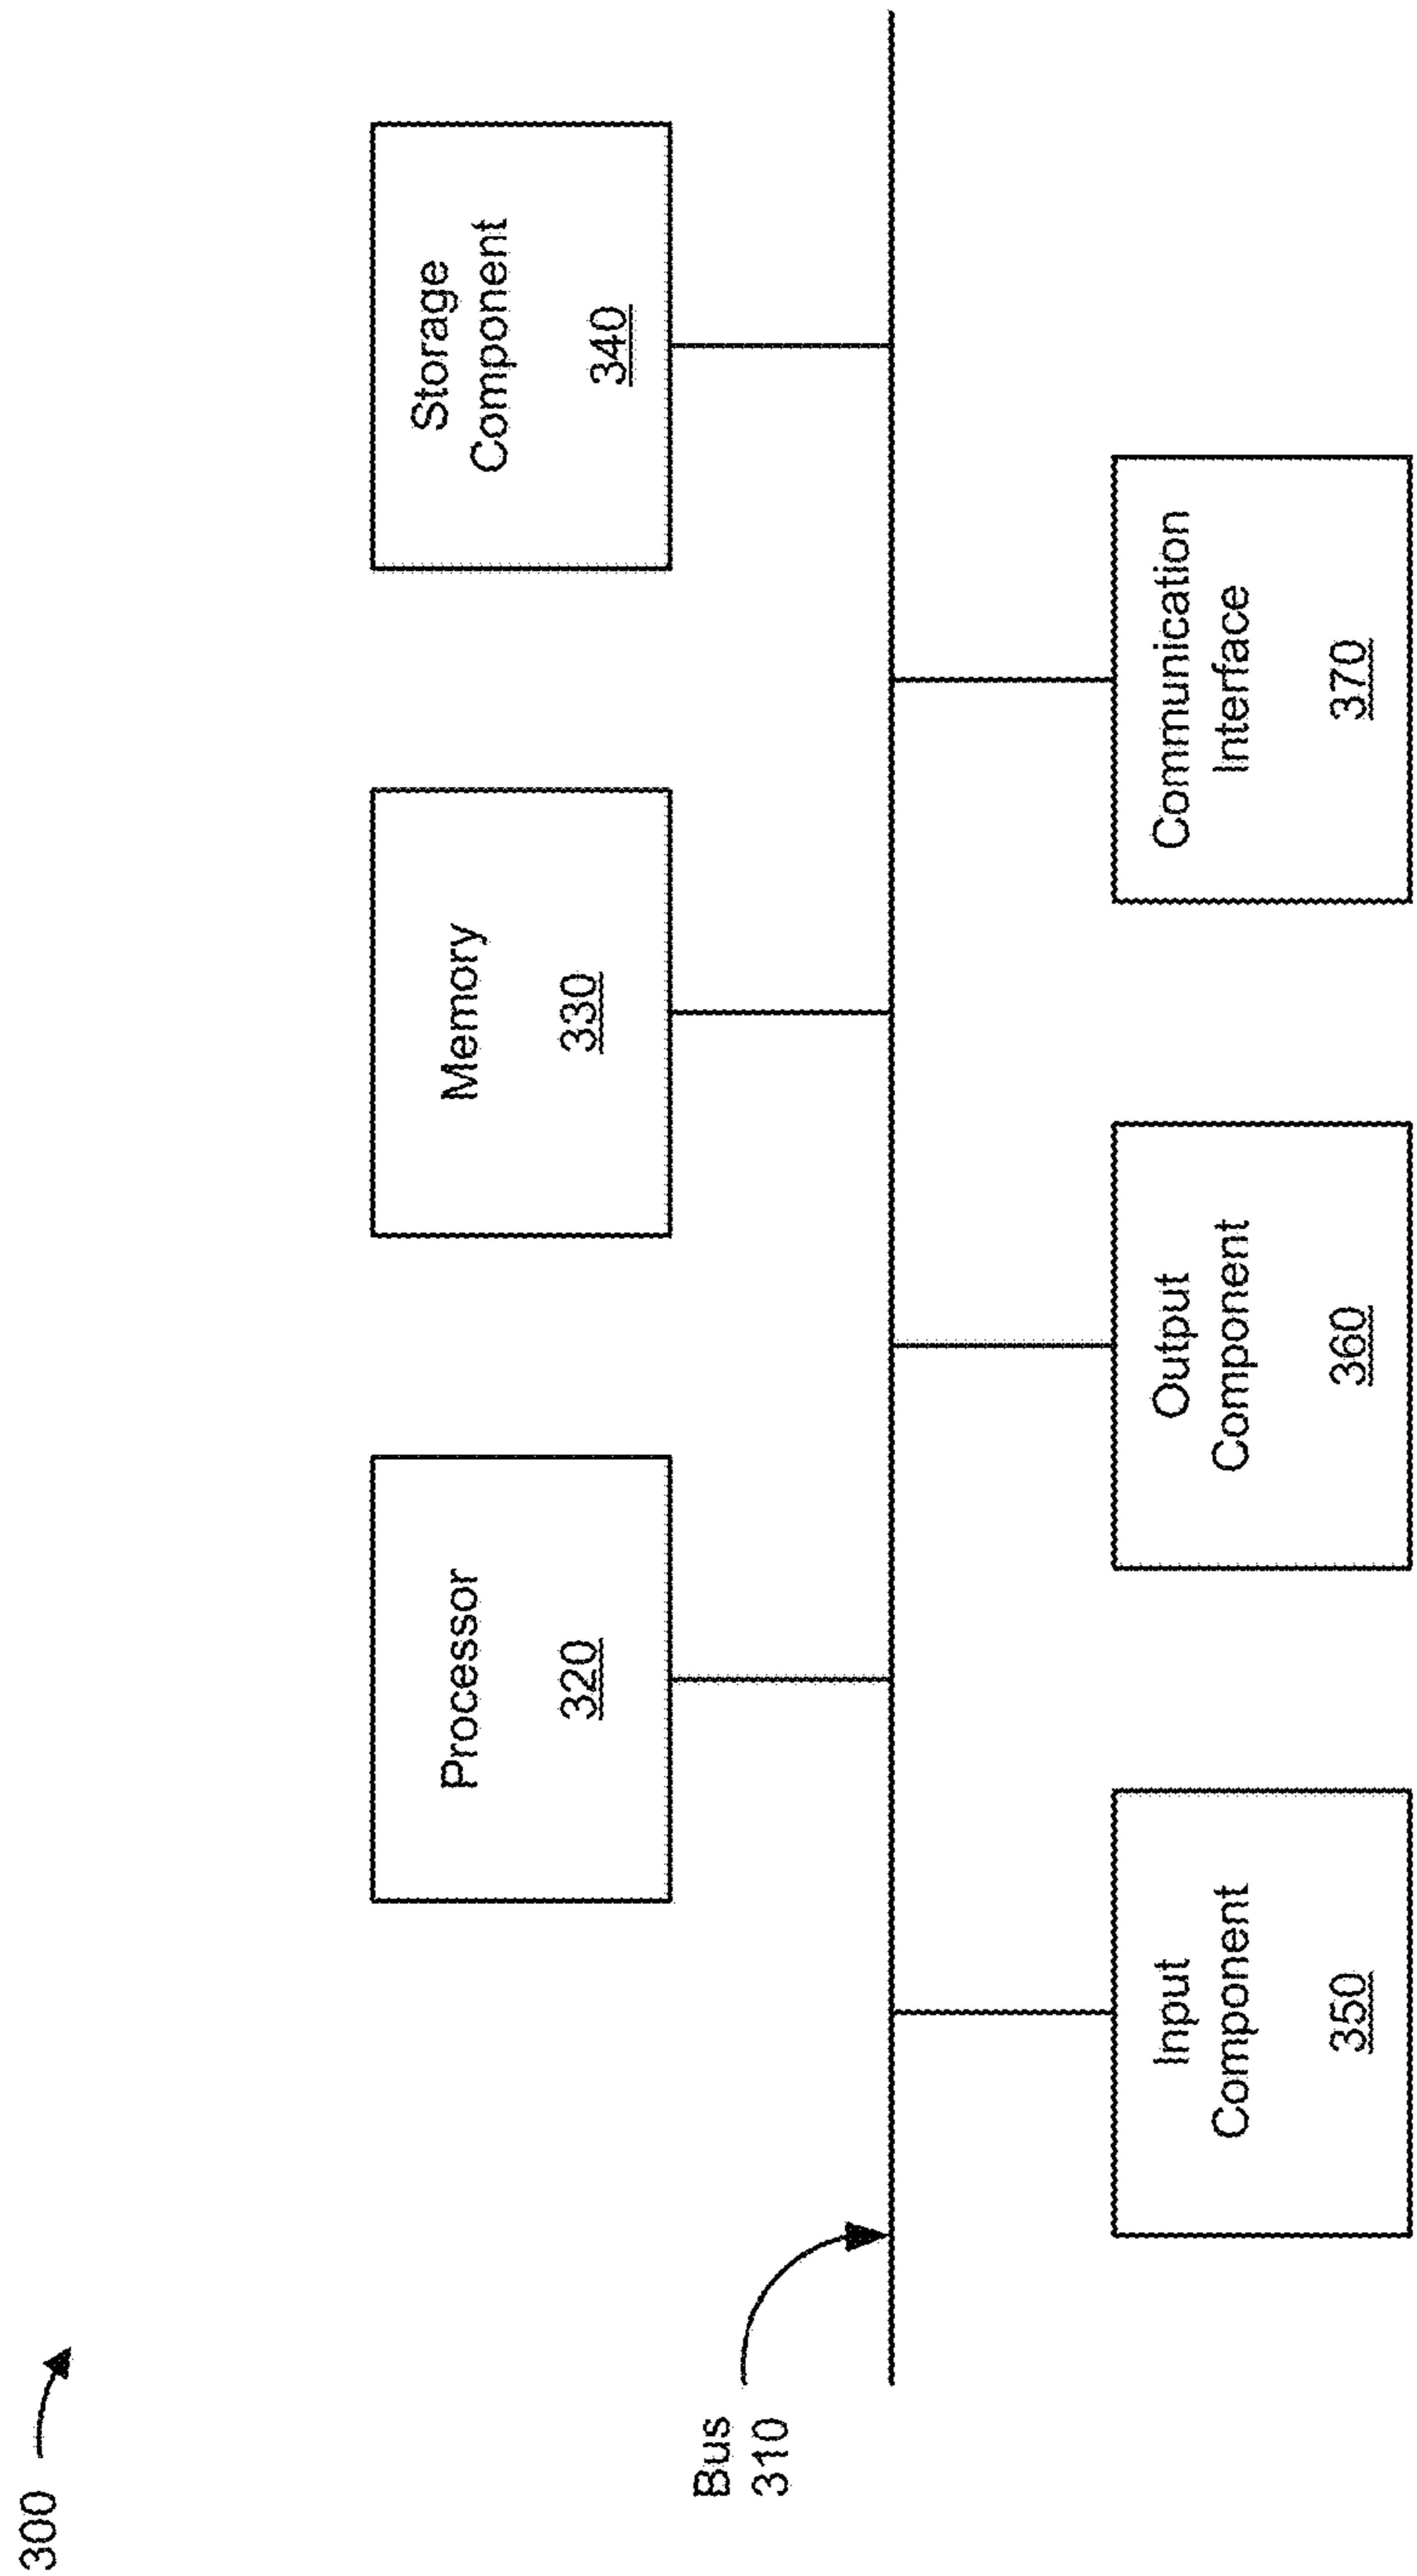 300
Processor
320
Memory
330
Storage
Component
340
Bus
310
Input
Component
350
Output
Component
360
Communication
Interface
370